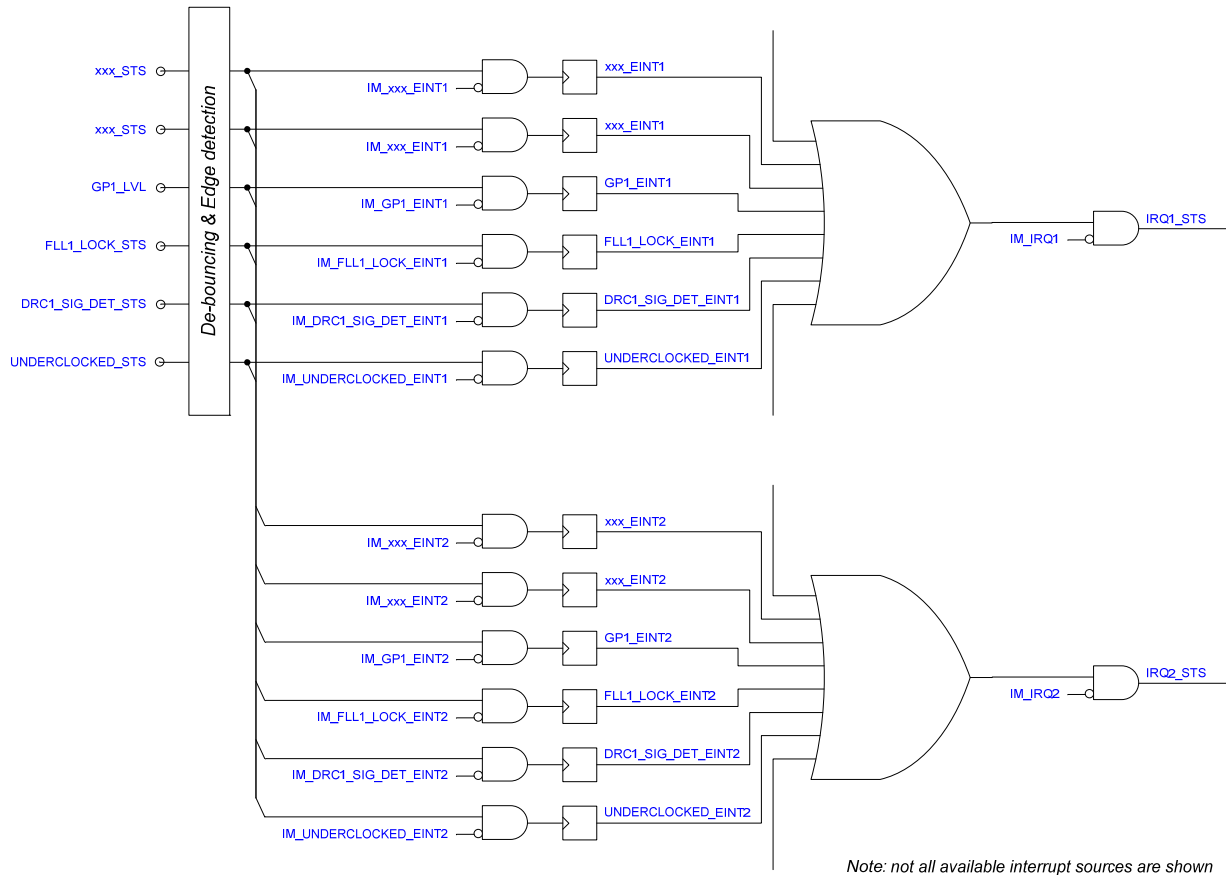 xxx_STS
xxx_STS
GP1_LVL
FLL1_LOCK_STS
DRC1_SIG_DET_STS
UNDERCLOCKED_STS
De-bouncing & Edge detection
IM_xxx_EINT1
xxx_EINT1
IM_xxx_EINT1
xxx_EINT1
IM_GP1_EINT1
GP1_EINT1
IM_FLL1_LOCK_EINT1
FLL1_LOCK_EINT1
IM_DRC1_SIG_DET_EINT1
DRC1_SIG_DET_EINT1
IM_UNDERCLOCKED_EINT1
UNDERCLOCKED_EINT1
IM_IRQ1
IRQ1_STS
IM_xxx_EINT2
xxx_EINT2
IM_xxx_EINT2
xxx_EINT2
IM_GP1_EINT2
GP1_EINT2
IM_FLL1_LOCK_EINT2
FLL1_LOCK_EINT2
IM_DRC1_SIG_DET_EINT2
DRC1_SIG_DET_EINT2
IM_UNDERCLOCKED_EINT2
UNDERCLOCKED_EINT2
IM_IRQ2
IRQ2_STS
Note: not all available interrupt sources are shown